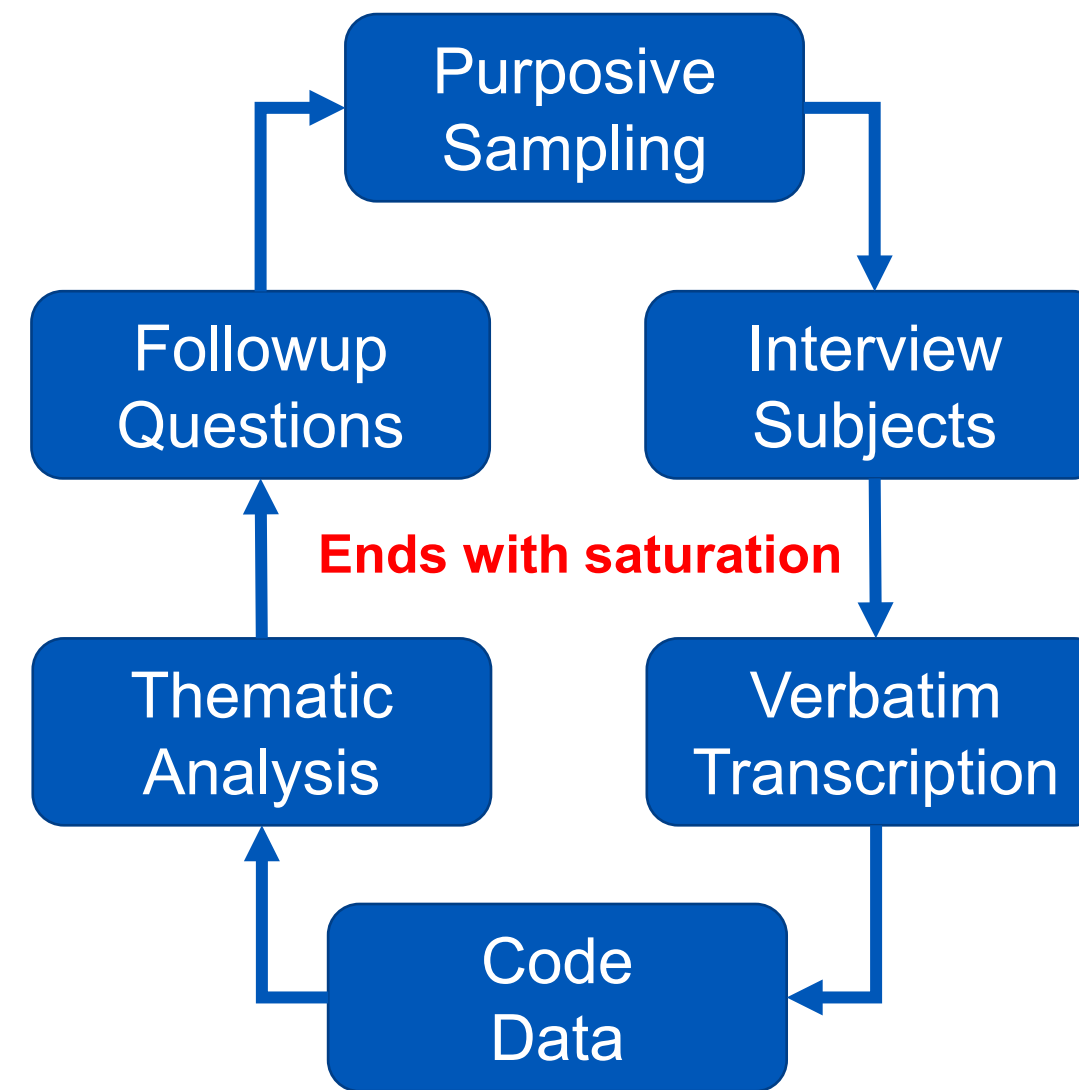 Purposive
Sampling
Followup
Questions
Interview
Subjects
Ends with saturation
Thematic
Analysis
Verbatim
Transcription
Code
Data